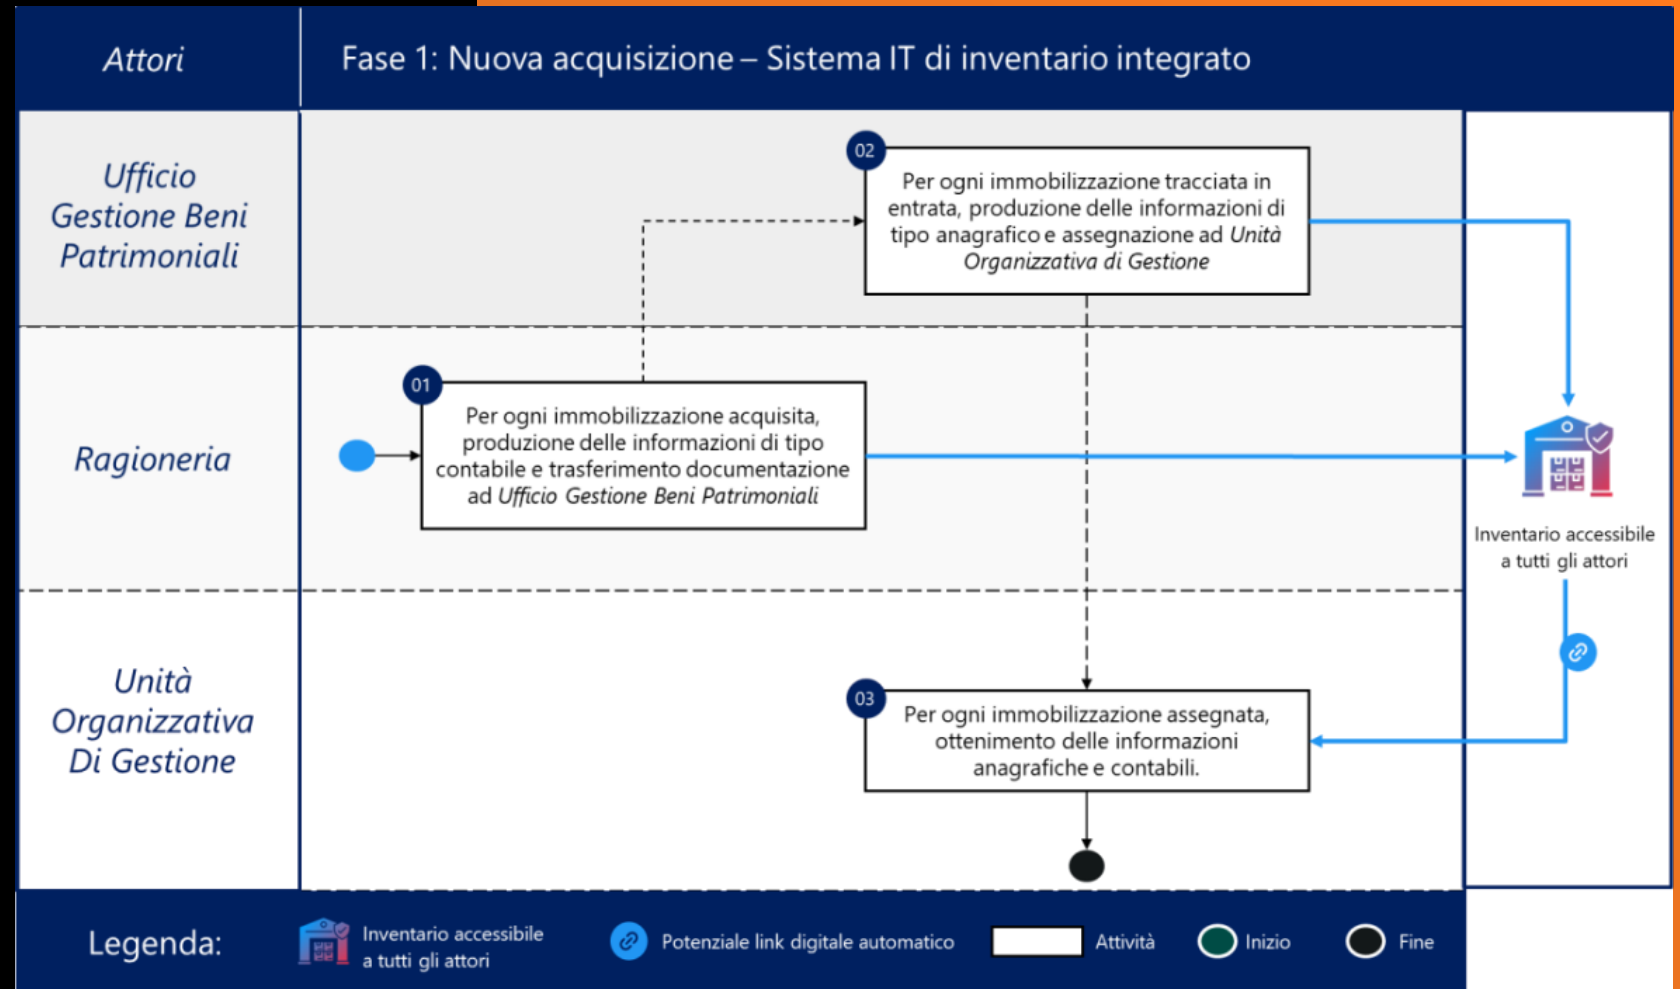 Attori
Fase 1: Nuova acquisizione – Sistema IT di inventario integrato
Ufficio
Gestione Beni
Patrimoniali
02
Per ogni immobilizzazione tracciata in
entrata, produzione delle informazioni di
tipo anagrafico e assegnazione ad Unità
Organizzativa di Gestione
Ragioneria
01
Per ogni immobilizzazione acquisita,
produzione delle informazioni di tipo
contabile e trasferimento documentazione
ad Ufficio Gestione Beni Patrimoniali
Inventario accessibile
a tutti gli attori
Unità
Organizzativa
Di Gestione
03
Per ogni immobilizzazione assegnata,
ottenimento delle informazioni
anagrafiche e contabili.
Legenda:
Inventario accessibile
a tutti gli attori
Potenziale link digitale automatico
Attività
Inizio
Fine